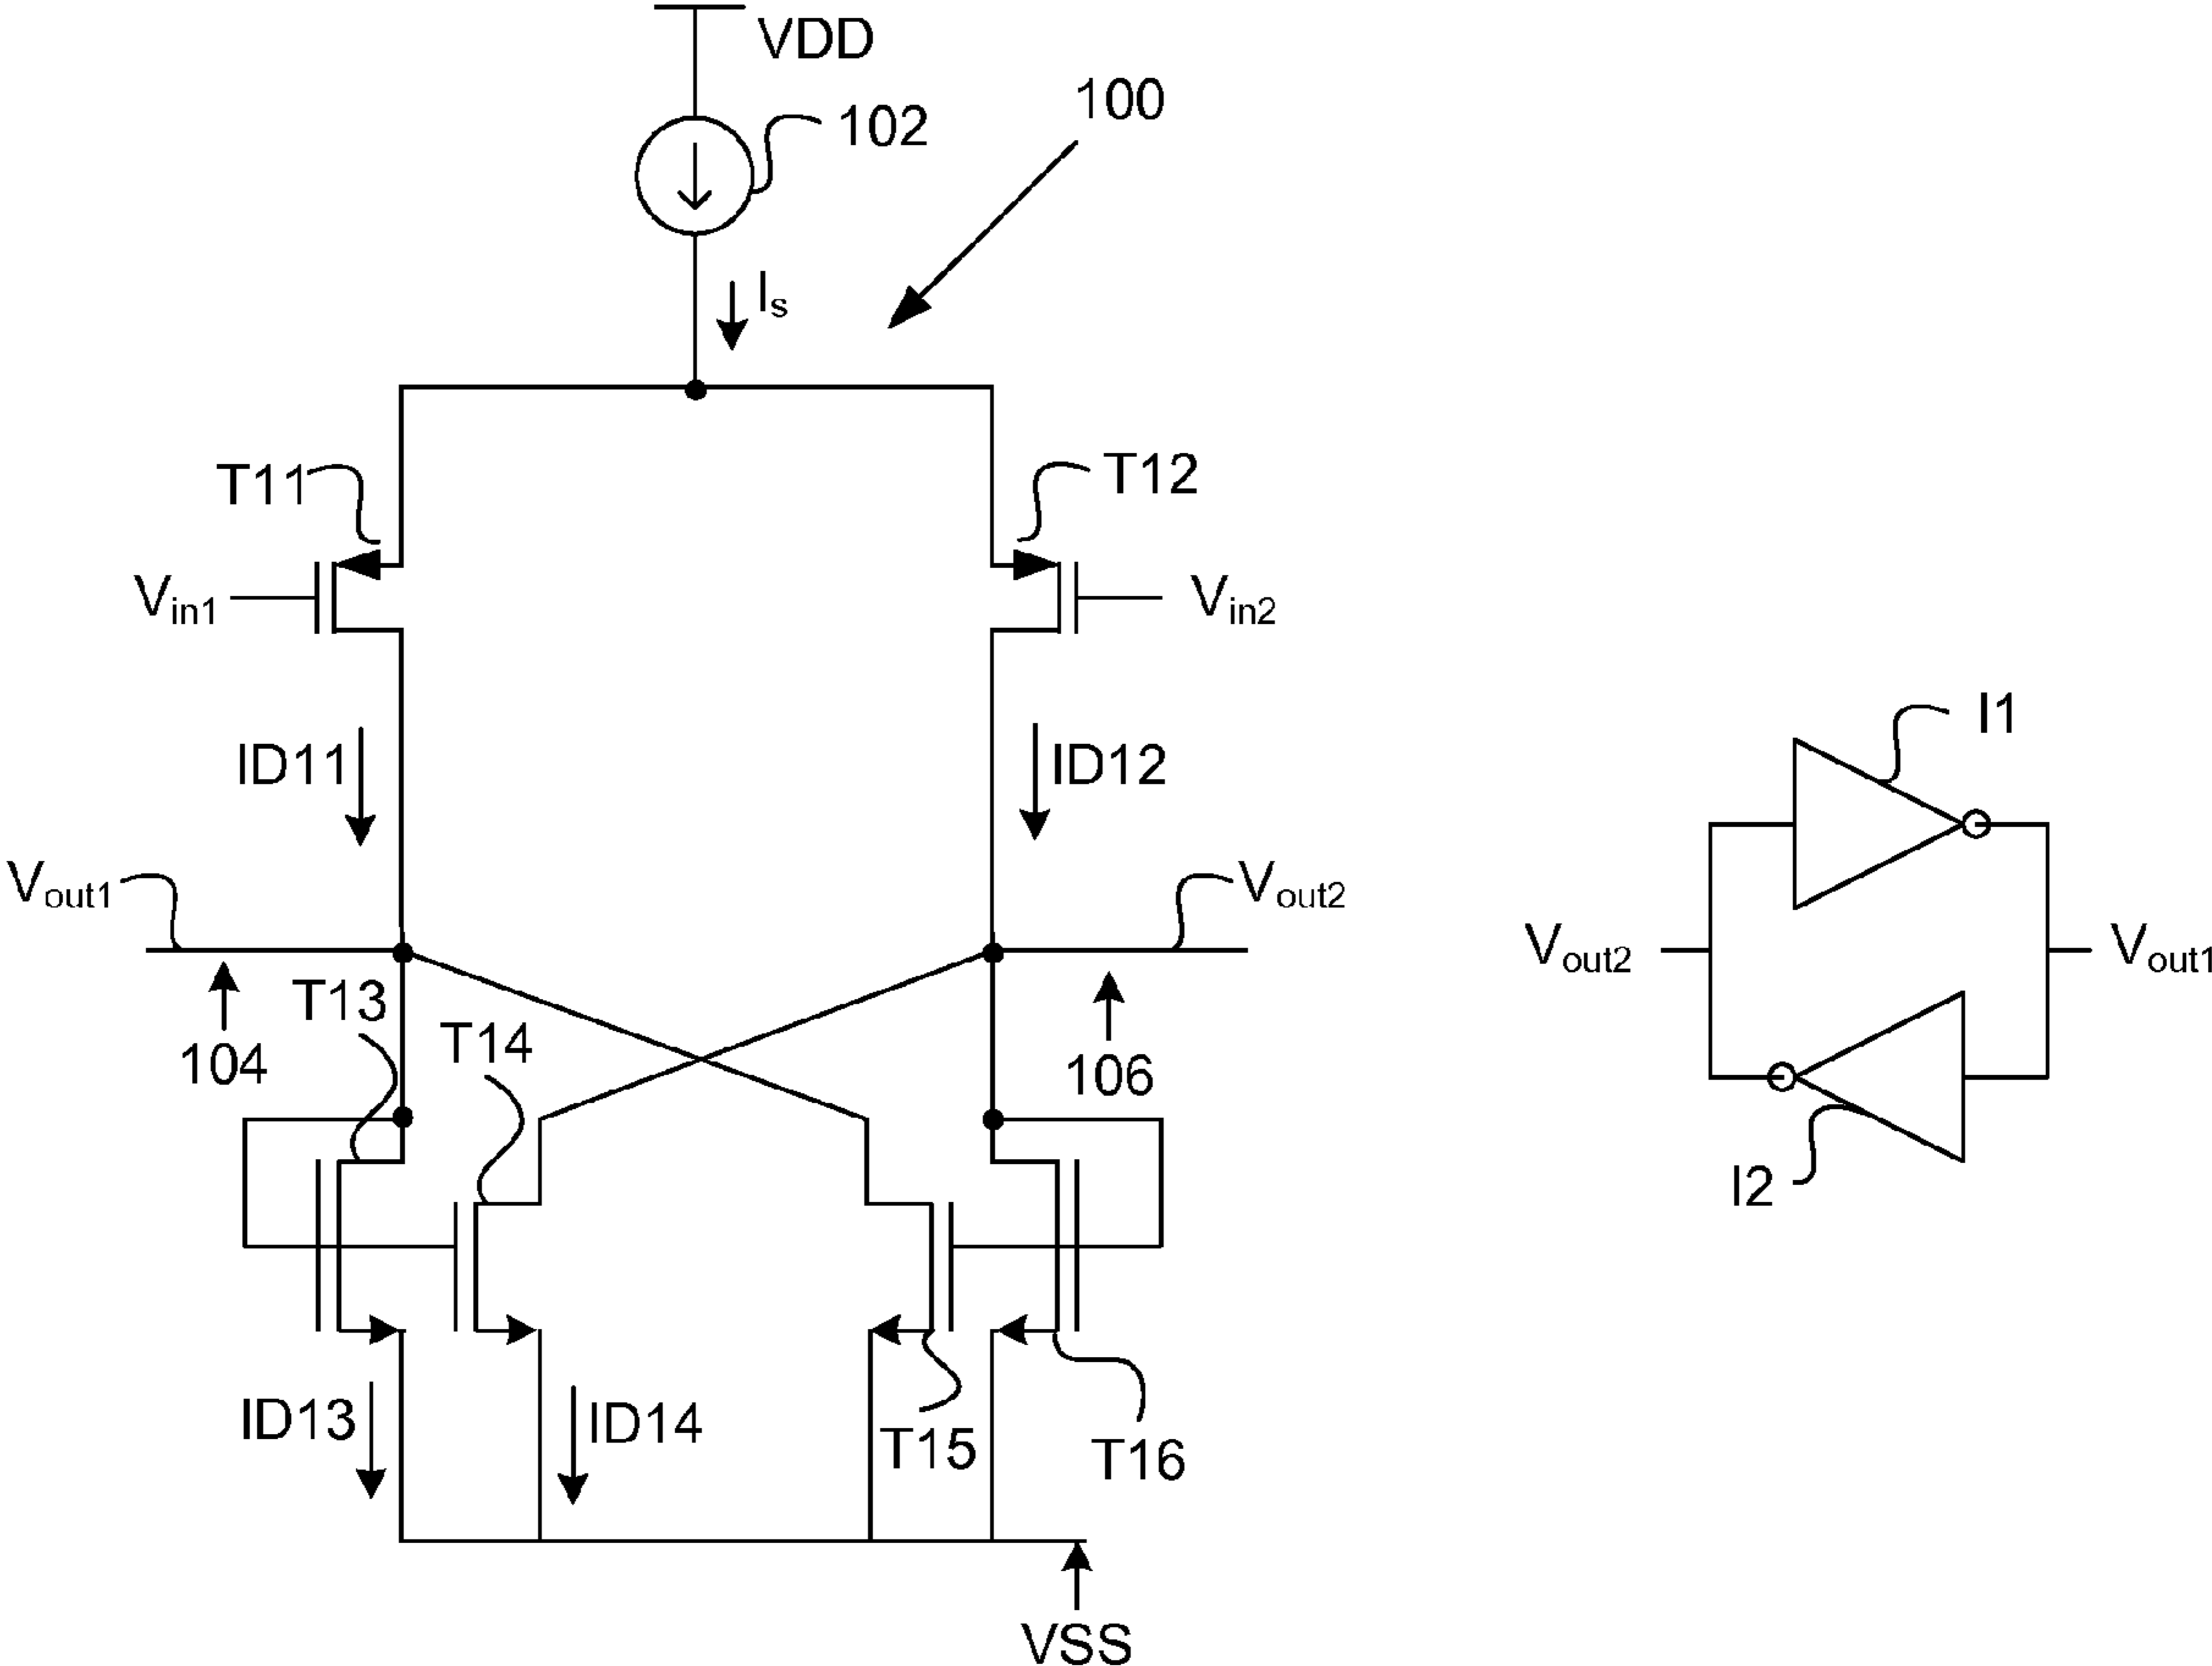 VDD
102
100
Is
T11
T12
Vin1
Vin2
I1
ID11
ID12
Vout1
Vout2
Vout2
Vout1
T13
T14
104
106
I2
ID13
ID14
T15
T16
VSS